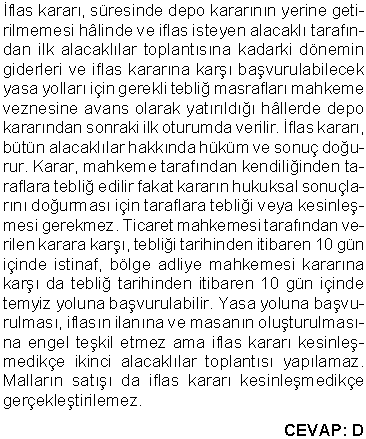 İflas kararı, süresinde depo kararının yerine geti-
rilmemesi hâlinde ve iflas isteyen alacaklı tarafın-
dan ilk alacaklılar toplantısına kadarki dönemin
giderleri ve iflas kararına karşı başvurulabilecek
yasa yolları için gerekli tebliğ masrafları mahkeme
veznesine avans olarak yatırıldığı hâllerde depo
kararından sonraki ilk oturumda verilir. İflas kararı,
bütün alacaklılar hakkında hüküm ve sonuç doğu-
rur. Karar, mahkeme tarafından kendiliğinden ta-
raflara tebliğ edilir fakat kararın hukuksal sonuçla-
rını doğurması için taraflara tebliği veya kesinleş-
mesi gerekmez. Ticaret mahkemesi tarafından ve-
rilen karara karşı, tebliği tarihinden itibaren 10 gün
içinde istinaf, bölge adliye mahkemesi kararına
karşı da tebliğ tarihinden itibaren 10 gün içinde
temyiz yoluna başvurulabilir. Yasa yoluna başvu-
rulması, iflasın ilanına ve masanın oluşturulması-
na engel teşkil etmez ama iflas kararı kesinleş-
medikçe ikinci alacaklılar toplantısı yapılamaz.
Malların satışı da iflas kararı kesinleşmedikçe
gerçekleştirilemez.
CEVAP: D